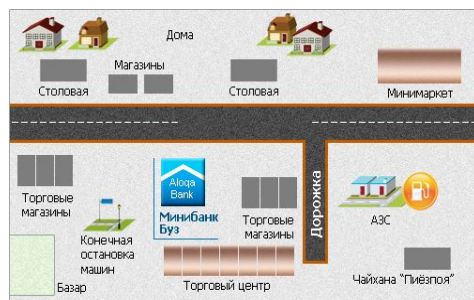 Дома
Магазины
Столовая
Столовая
Минимаркет
Дорожка
Торговые
магазины
Aloqa
Bank
Минибанк
Буз
Торговые
магазины
АЗС
Конечная
остановка
машин
Базар
Торговый центр
Чайхана "Пиёзпоя"